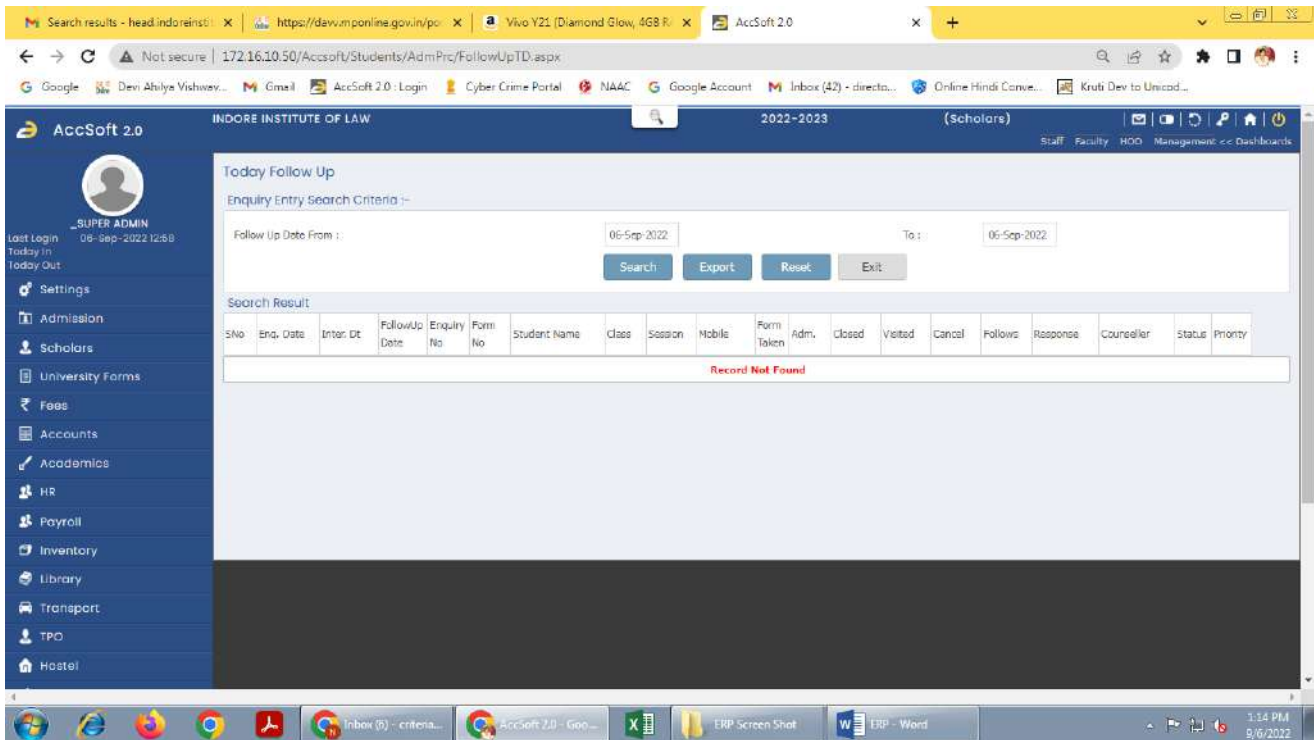 Search results - head.indoreinsti
https://davv.mponline.gov.in/po
Vivo Y21 (Diamond Glow, 4GB R
AccSoft 2.0
Not secure | 172.16.10.50/Accsoft/Students/AdmPrc/FollowUpTD.aspx
Google Devi Ahilya Vishwav... Gmail AccSoft 2.0 : Login Cyber Crime Portal NAAC Google Account Inbox (42) - directo... Online Hindi Conve... Kruti Dev to Unicod...
AccSoft 2.0
INDORE INSTITUTE OF LAW 2022-2023 (Scholars)
Staff Faculty HOD Management << Dashboards
_SUPER ADMIN
Last Login 06-Sep-2022 12:58
Today In
Today Out
Settings
Admission
Scholars
University Forms
Fees
Accounts
Academics
HR
Payroll
Inventory
Library
Transport
TPO
Hostel
Today Follow Up
Enquiry Entry Search Criteria :-
Follow Up Date From : 06-Sep-2022 To : 06-Sep-2022
Search Export Reset Exit
Search Result
SNo Enq. Date Inter. Dt FollowUp Date Enquiry No Form No Student Name Class Session Mobile Form Taken Adm. Closed Visited Cancel Follows Response Counseller Status Priority
Record Not Found
Inbox (6) - criteria... AccSoft 2.0 - Goo... ERP Screen Shot ERP - Word
1:14 PM
9/6/2022